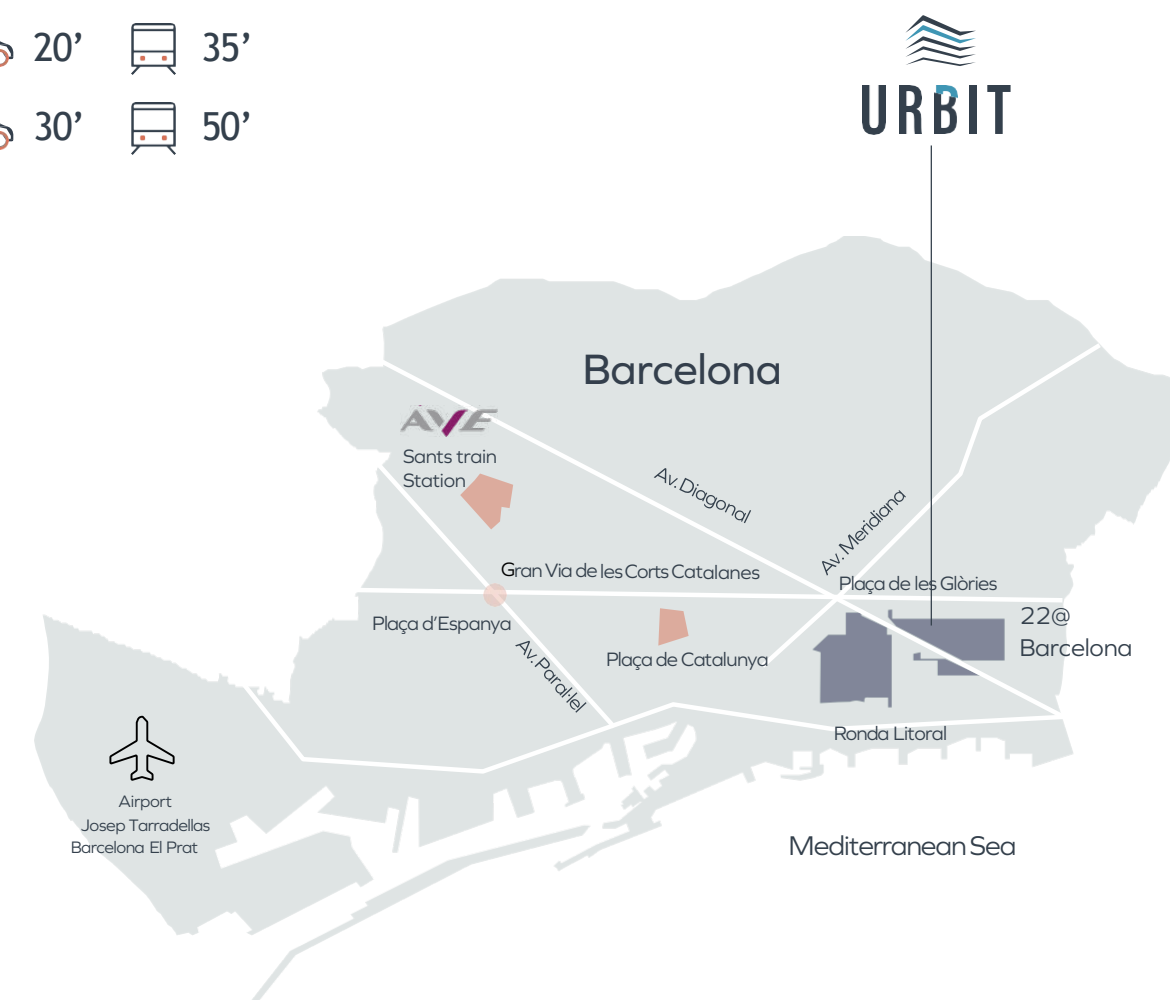 20’ 35’
30’ 50’
URBIT
Barcelona
AVE
Sants train
Station
Av. Diagonal
Av. Meridiana
Gran Via de les Corts Catalanes
Plaça de les Glòries
Plaça d’Espanya
22@
Barcelona
Av. Paral·lel
Plaça de Catalunya
Ronda Litoral
Airport
Josep Tarradellas
Barcelona El Prat
Mediterranean Sea